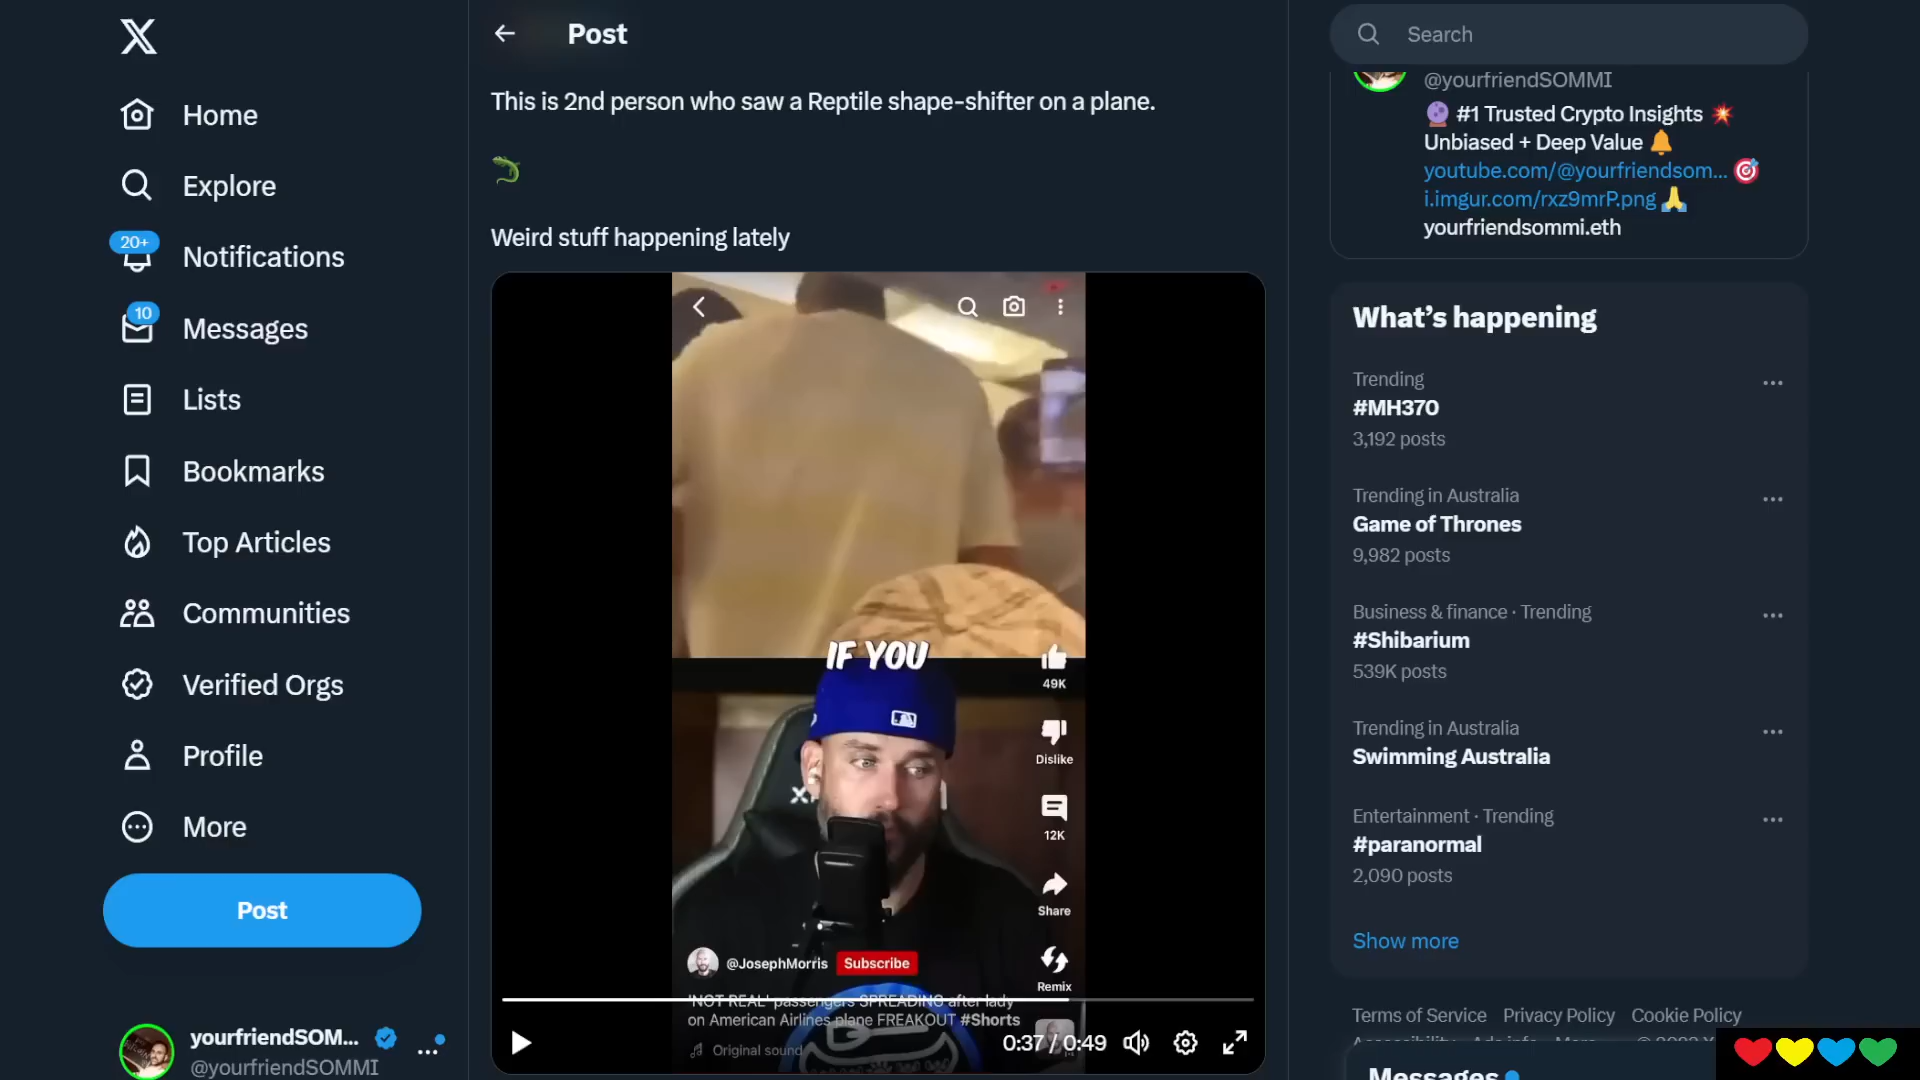 Home
Explore
20+
Notifications
10
Messages
Lists
Bookmarks
Top Articles
Communities
Verified Orgs
Profile
More
Post
yourfriendSOM...
@yourfriendSOMMI
Post
This is 2nd person who saw a Reptile shape-shifter on a plane.
Weird stuff happening lately
IF YOU
49K
Dislike
12K
Share
Remix
@JosephMorris Subscribe
'NOT REAL' passengers SPREADING after lady
on American Airlines plane FREAKOUT #Shorts
Original sound
0:37 / 0:49
Search
@yourfriendSOMMI
#1 Trusted Crypto Insights
Unbiased + Deep Value
youtube.com/@yourfriendsom...
i.imgur.com/rxz9mrP.png
yourfriendsommi.eth
What's happening
Trending
#MH370
3,192 posts
Trending in Australia
Game of Thrones
9,982 posts
Business & finance · Trending
#Shibarium
539K posts
Trending in Australia
Swimming Australia
Entertainment · Trending
#paranormal
2,090 posts
Show more
Terms of Service Privacy Policy Cookie Policy
Messages